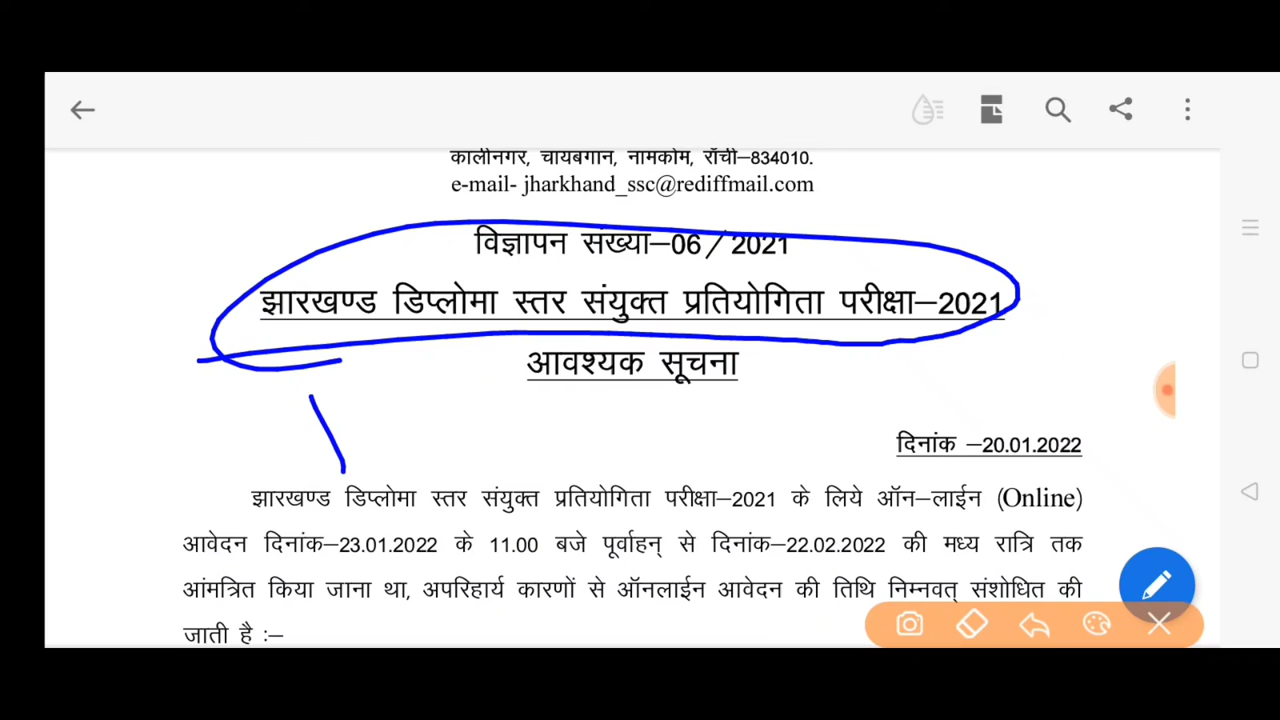 कालीनगर, चायबगान, नामकोम, राँची–834010.
e-mail- jharkhand_ssc@rediffmail.com
विज्ञापन संख्या–06/2021
झारखण्ड डिप्लोमा स्तर संयुक्त प्रतियोगिता परीक्षा–2021
आवश्यक सूचना
दिनांक –20.01.2022
झारखण्ड डिप्लोमा स्तर संयुक्त प्रतियोगिता परीक्षा–2021 के लिये ऑन–लाईन (Online)
आवेदन दिनांक–23.01.2022 के 11.00 बजे पूर्वाहन् से दिनांक–22.02.2022 की मध्य रात्रि तक
आंमत्रित किया जाना था, अपरिहार्य कारणों से ऑनलाईन आवेदन की तिथि निम्नवत् संशोधित की
जाती है :–